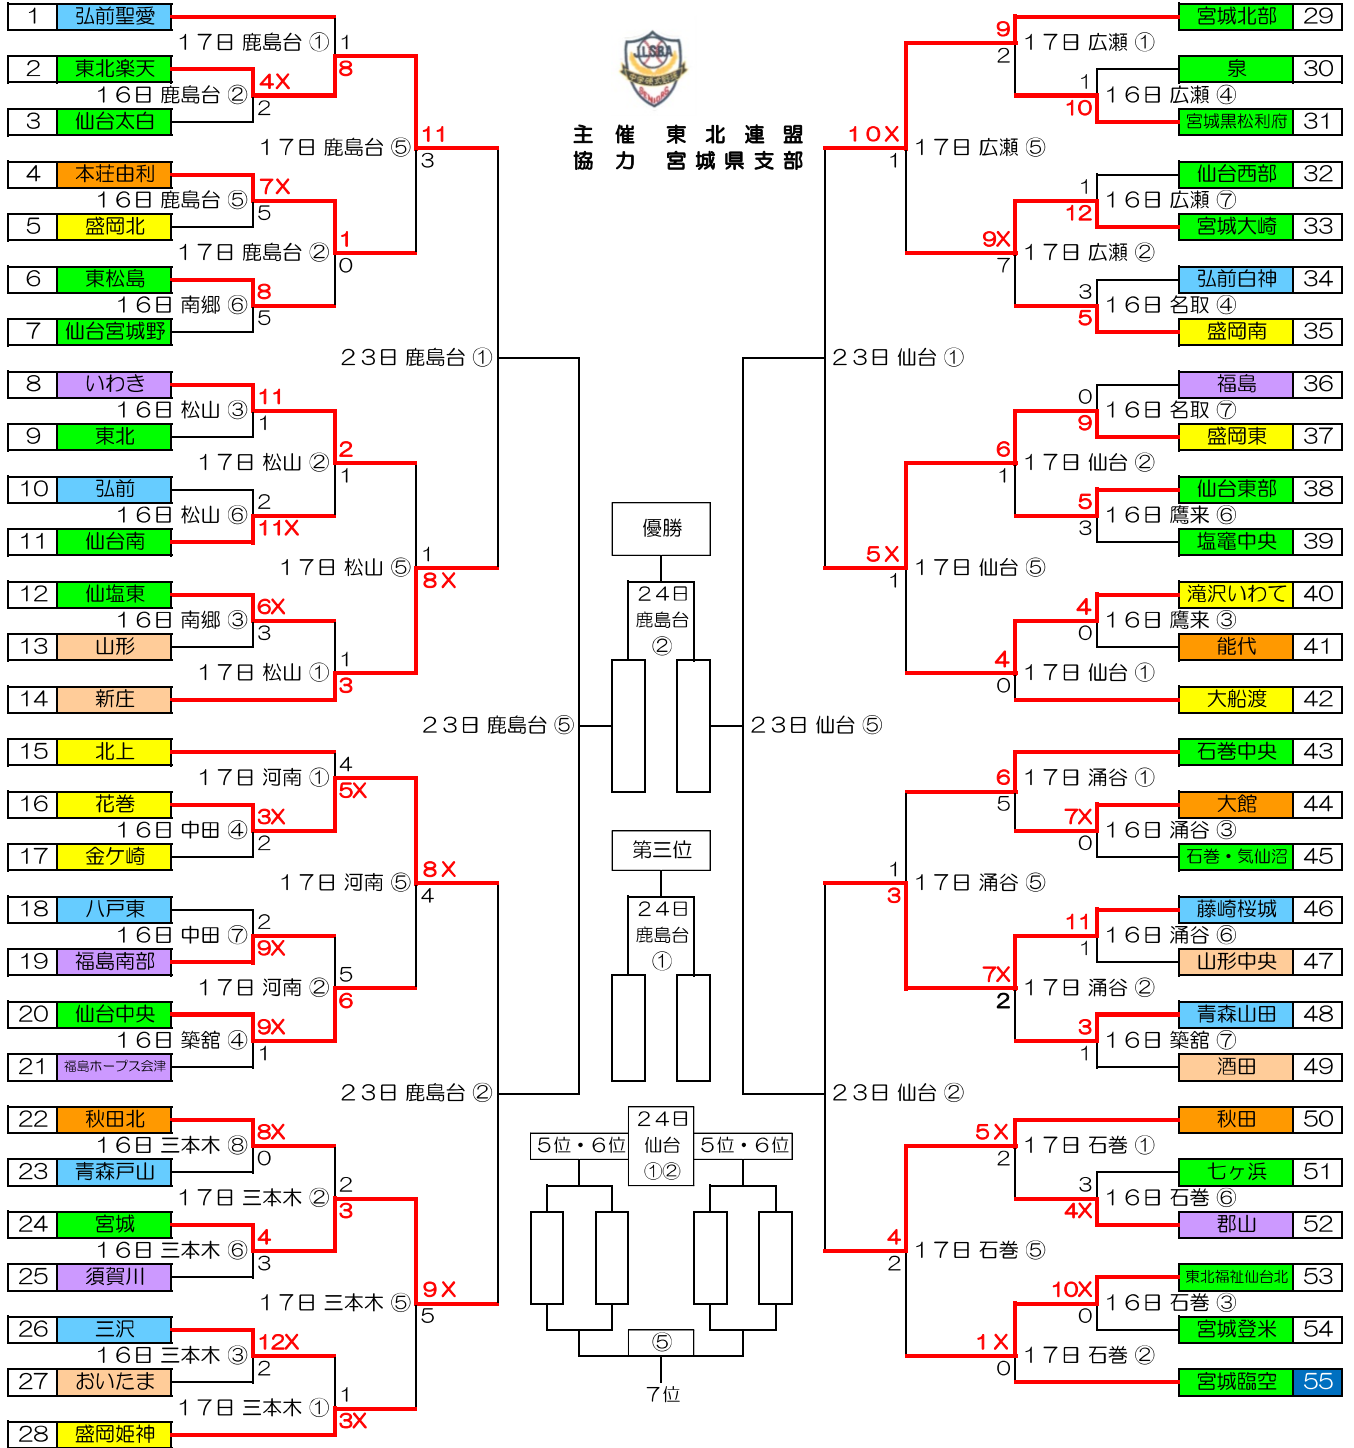 主 催 東 北 連 盟
協 力 宮 城 県 支 部
1 弘前聖愛
17日 鹿島台 ① 1
8
2 東北楽天
4X
16日 鹿島台 ②
2
3 仙台太白
17日 鹿島台 ⑤
11
3
4 本荘由利
7X
16日 鹿島台 ⑤
5
5 盛岡北
17日 鹿島台 ②
1
0
6 東松島
8
16日 南郷 ⑥
5
7 仙台宮城野
23日 鹿島台 ①
8 いわき
11
16日 松山 ③
1
9 東北
17日 松山 ②
2
1
10 弘前
2
16日 松山 ⑥
11X
11 仙台南
17日 松山 ⑤
1
8X
12 仙塩東
6X
16日 南郷 ③
3
13 山形
17日 松山 ①
1
3
14 新庄
23日 鹿島台 ⑤
15 北上
17日 河南 ①
4
5X
16 花巻
3X
16日 中田 ④
2
17 金ケ崎
17日 河南 ⑤
8X
4
18 八戸東
2
16日 中田 ⑦
9X
19 福島南部
17日 河南 ②
5
6
20 仙台中央
9X
16日 築舘 ④
1
21 福島ホープス会津
23日 鹿島台 ②
22 秋田北
8X
16日 三本木 ⑧
0
23 青森戸山
17日 三本木 ②
2
3
24 宮城
4
16日 三本木 ⑥
3
25 須賀川
17日 三本木 ⑤
9X
5
26 三沢
12X
16日 三本木 ③
2
27 おいたま
17日 三本木 ①
1
3X
28 盛岡姫神
優勝
24日
鹿島台
②
第三位
24日
鹿島台
①
24日
5位・6位 仙台 5位・6位
①②
⑤
7位
宮城北部 29
9
17日 広瀬 ①
2
泉 30
1
16日 広瀬 ④
10
宮城黒松利府 31
10X
17日 広瀬 ⑤
1
仙台西部 32
1
16日 広瀬 ⑦
12
宮城大崎 33
9X
17日 広瀬 ②
7
弘前白神 34
3
16日 名取 ④
5
盛岡南 35
23日 仙台 ①
福島 36
0
16日 名取 ⑦
9
盛岡東 37
6
17日 仙台 ②
1
仙台東部 38
5
16日 鷹来 ⑥
3
塩竈中央 39
5X
17日 仙台 ⑤
1
滝沢いわて 40
4
16日 鷹来 ③
0
能代 41
4
17日 仙台 ①
0
大船渡 42
23日 仙台 ⑤
石巻中央 43
6
17日 涌谷 ①
5
大館 44
7X
16日 涌谷 ③
0
石巻・気仙沼 45
1
17日 涌谷 ⑤
3
藤崎桜城 46
11
16日 涌谷 ⑥
1
山形中央 47
7X
17日 涌谷 ②
2
青森山田 48
3
16日 築舘 ⑦
1
酒田 49
23日 仙台 ②
秋田 50
5X
17日 石巻 ①
2
七ヶ浜 51
3
16日 石巻 ⑥
4X
郡山 52
4
17日 石巻 ⑤
2
東北福祉仙台北 53
10X
16日 石巻 ③
0
宮城登米 54
1X
17日 石巻 ②
0
宮城臨空 55